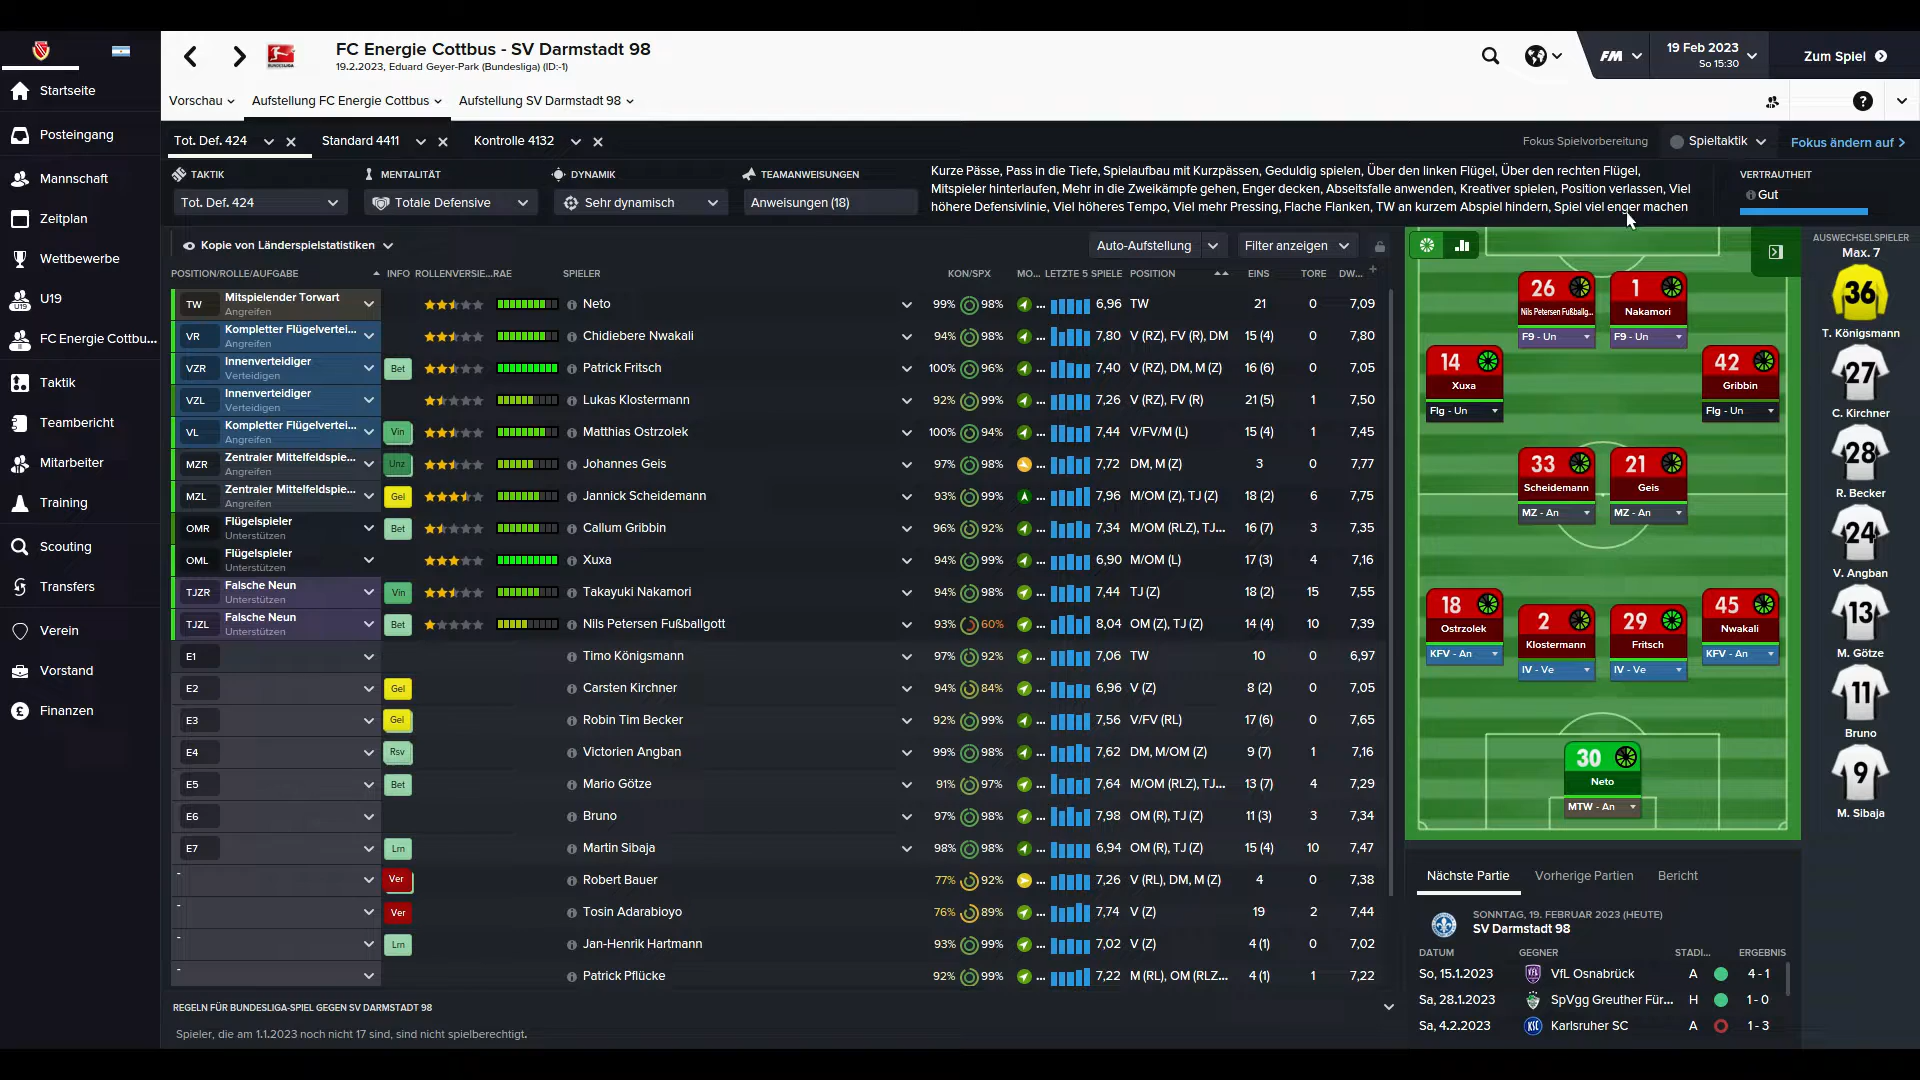 FC Energie Cottbus - SV Darmstadt 98
19.2.2023, Eduard Geyer-Park (Bundesliga) (ID:-1)
FM
19 Feb 2023
So 15:30
Zum Spiel
Startseite
Posteingang
Mannschaft
Zeitplan
Wettbewerbe
U19
FC Energie Cottbu...
Taktik
Teambericht
Mitarbeiter
Training
Scouting
Transfers
Verein
Vorstand
Finanzen
Vorschau Aufstellung FC Energie Cottbus Aufstellung SV Darmstadt 98
Tot. Def. 424 Standard 4411 Kontrolle 4132 Fokus Spielvorbereitung Spieltaktik Fokus ändern auf >
TAKTIK MENTALITÄT DYNAMIK TEAMANWEISUNGEN
Tot. Def. 424 Totale Defensive Sehr dynamisch Anweisungen (18)
Kurze Pässe, Pass in die Tiefe, Spielaufbau mit Kurzpässen, Geduldig spielen, Über den linken Flügel, Über den rechten Flügel,
Mitspieler hinterlaufen, Mehr in die Zweikämpfe gehen, Enger decken, Abseitsfalle anwenden, Kreativer spielen, Position verlassen, Viel
höhere Defensivlinie, Viel höheres Tempo, Viel mehr Pressing, Flache Flanken, TW an kurzem Abspiel hindern, Spiel viel enger machen
VERTRAUTHEIT
Gut
Kopie von Länderspielstatistiken Auto-Aufstellung Filter anzeigen
POSITION/ROLLE/AUFGABE INFO ROLLENVERSIE...RAE SPIELER KON/SPX MO... LETZTE 5 SPIELE POSITION EINS TORE DW...
TW Mitspielender Torwart Angreifen Neto 99% 98% ... 6,96 TW 21 0 7,09
VR Kompletter Flügelvertei... Angreifen Chidiebere Nwakali 94% 98% ... 7,80 V (RZ), FV (R), DM 15 (4) 0 7,80
VZR Innenverteidiger Verteidigen Bet Patrick Fritsch 100% 96% ... 7,40 V (RZ), DM, M (Z) 16 (6) 0 7,05
VZL Innenverteidiger Verteidigen Lukas Klostermann 92% 99% ... 7,26 V (RZ), FV (R) 21 (5) 1 7,50
VL Kompletter Flügelvertei... Angreifen Vin Matthias Ostrzolek 100% 94% ... 7,44 V/FV/M (L) 15 (4) 1 7,45
MZR Zentraler Mittelfeldspie... Angreifen Unz Johannes Geis 97% 98% ... 7,72 DM, M (Z) 3 0 7,77
MZL Zentraler Mittelfeldspie... Angreifen Gel Jannick Scheidemann 93% 99% ... 7,96 M/OM (Z), TJ (Z) 18 (2) 6 7,75
OMR Flügelspieler Unterstützen Bet Callum Gribbin 96% 92% ... 7,34 M/OM (RLZ), TJ... 16 (7) 3 7,35
OML Flügelspieler Unterstützen Xuxa 94% 99% ... 6,90 M/OM (L) 17 (3) 4 7,16
TJZR Falsche Neun Unterstützen Vin Takayuki Nakamori 94% 98% ... 7,44 TJ (Z) 18 (2) 15 7,55
TJZL Falsche Neun Unterstützen Bet Nils Petersen Fußballgott 93% 60% ... 8,04 OM (Z), TJ (Z) 14 (4) 10 7,39
E1 Timo Königsmann 97% 92% ... 7,06 TW 10 0 6,97
E2 Gel Carsten Kirchner 94% 84% ... 6,96 V (Z) 8 (2) 0 7,05
E3 Gel Robin Tim Becker 92% 99% ... 7,56 V/FV (RL) 17 (6) 0 7,65
E4 Rsv Victorien Angban 99% 98% ... 7,62 DM, M/OM (Z) 9 (7) 1 7,16
E5 Bet Mario Götze 91% 97% ... 7,64 M/OM (RLZ), TJ... 13 (7) 4 7,29
E6 Bruno 97% 98% ... 7,98 OM (R), TJ (Z) 11 (3) 3 7,34
E7 Lrn Martin Sibaja 98% 98% ... 6,94 OM (R), TJ (Z) 15 (4) 10 7,47
- Ver Robert Bauer 77% 92% ... 7,26 V (RL), DM, M (Z) 4 0 7,38
- Ver Tosin Adarabioyo 76% 89% ... 7,74 V (Z) 19 2 7,44
- Lrn Jan-Henrik Hartmann 93% 99% ... 7,02 V (Z) 4 (1) 0 7,02
- Patrick Pflücke 92% 99% ... 7,22 M (RL), OM (RLZ... 4 (1) 1 7,22
REGELN FÜR BUNDESLIGA-SPIEL GEGEN SV DARMSTADT 98
Spieler, die am 1.1.2023 noch nicht 17 sind, sind nicht spielberechtigt.
26 1
Nils Petersen Fußballg... Nakamori
F9 - Un F9 - Un
14 42
Xuxa Gribbin
Flg - Un Flg - Un
33 21
Scheidemann Geis
MZ - An MZ - An
18 2 29 45
Ostrzolek Klostermann Fritsch Nwakali
KFV - An IV - Ve IV - Ve KFV - An
30
Neto
MTW - An
AUSWECHSELSPIELER
Max. 7
36
T. Königsmann
27
C. Kirchner
28
R. Becker
24
V. Angban
13
M. Götze
11
Bruno
9
M. Sibaja
Nächste Partie Vorherige Partien Bericht
SONNTAG, 19. FEBRUAR 2023 (HEUTE)
SV Darmstadt 98
DATUM GEGNER STADI... ERGEBNIS
So, 15.1.2023 VfL Osnabrück A 4 - 1
Sa, 28.1.2023 SpVgg Greuther Für... H 1 - 0
Sa, 4.2.2023 Karlsruher SC A 1 - 3